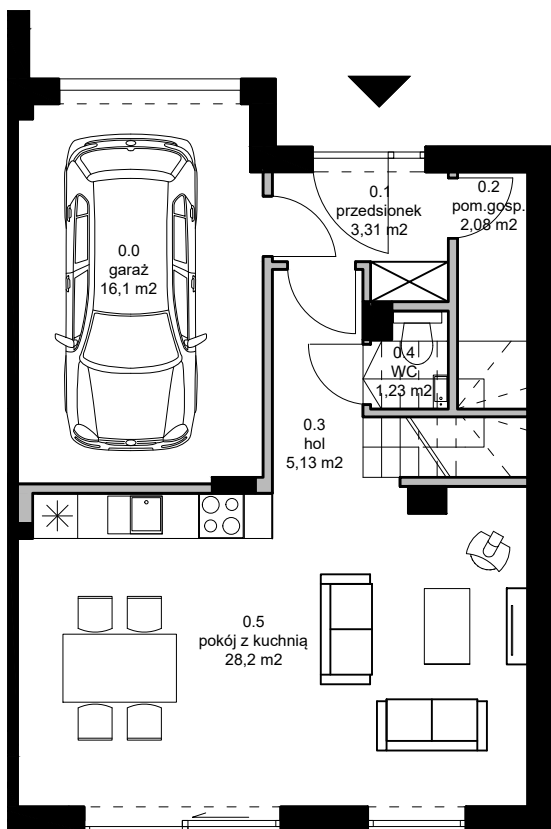 0.0
garaż
16,1 m2
0.1
przedsionek
3,31 m2
0.2
pom.gosp.
2,08 m2
0.4
WC
1,23 m2
0.3
hol
5,13 m2
0.5
pokój z kuchnią
28,2 m2